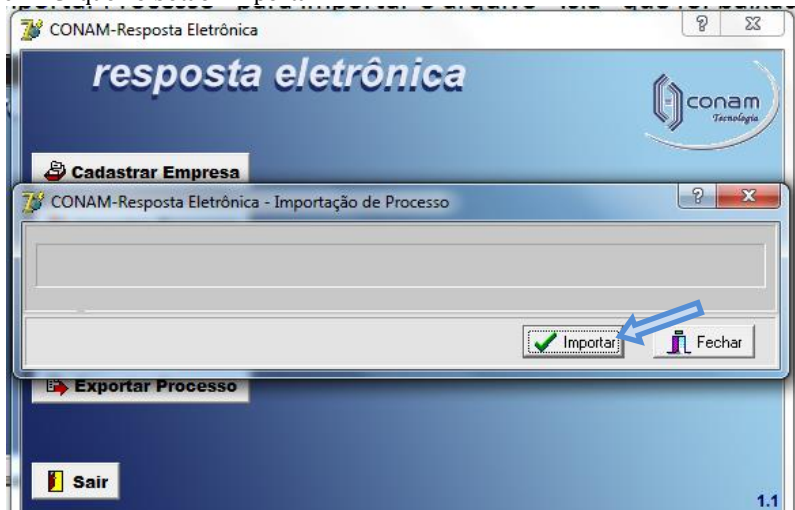 CONAM-Resposta Eletrônica
resposta eletrônica
conam
Tecnologia
Cadastrar Empresa
CONAM-Resposta Eletrônica - Importação de Processo
Importar
Fechar
Exportar Processo
Sair
1.1